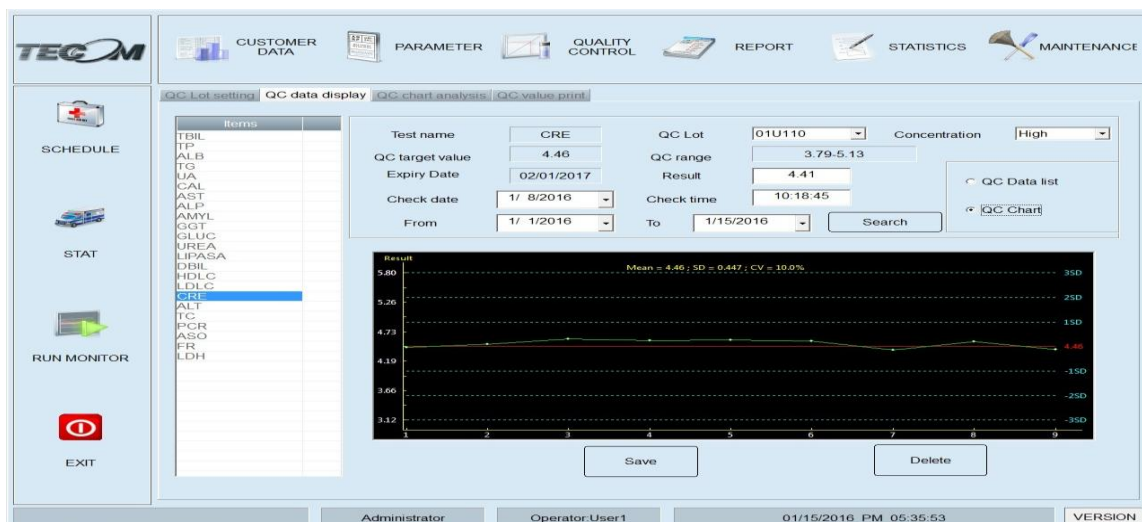 TECOM
CUSTOMER DATA
PARAMETER
QUALITY CONTROL
REPORT
STATISTICS
MAINTENANCE
SCHEDULE
STAT
RUN MONITOR
EXIT
QC Lot setting QC data display QC chart analysis QC value print
Items
TBIL
TP
ALB
TG
UA
CAL
AST
ALP
AMYL
GGT
GLUC
UREA
LIPASA
DBIL
HDLC
LDLC
CRE
ALT
TC
PCR
ASO
FR
LDH
Test name CRE QC Lot 01U110 Concentration High
QC target value 4.46 QC range 3.79-5.13
Expiry Date 02/01/2017 Result 4.41
Check date 1/ 8/2016 Check time 10:18:45
From 1/ 1/2016 To 1/15/2016 Search
QC Data list
QC Chart
Result
Mean = 4.46 ; SD = 0.447 ; CV = 10.0%
5.80 3SD
5.26 2SD
1SD
4.73
4.46
4.19 -1SD
3.66 -2SD
3.12 -3SD
1 2 3 4 5 6 7 8 9
Save Delete
Administrator Operator:User1 01/15/2016 PM 05:35:53 VERSION